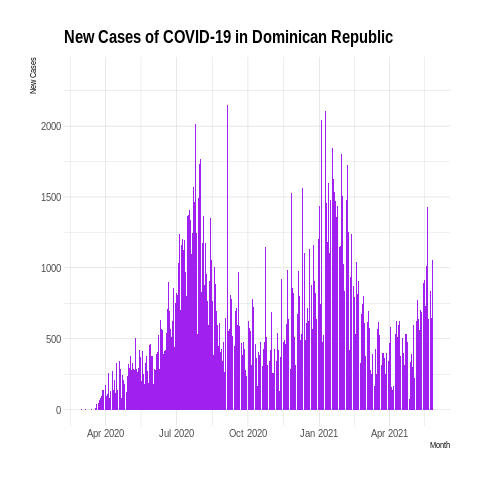 New Cases of COVID-19 in Dominican Republic
New Cases
2000
1500
1000
500
0
Apr 2020 Jul 2020 Oct 2020 Jan 2021 Apr 2021
Month